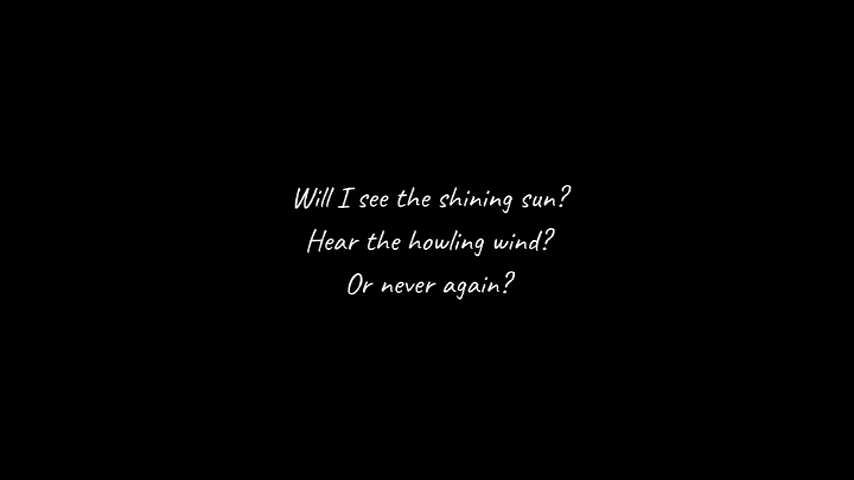 Will I see the shining sun?
Hear the howling wind?
Or never again?